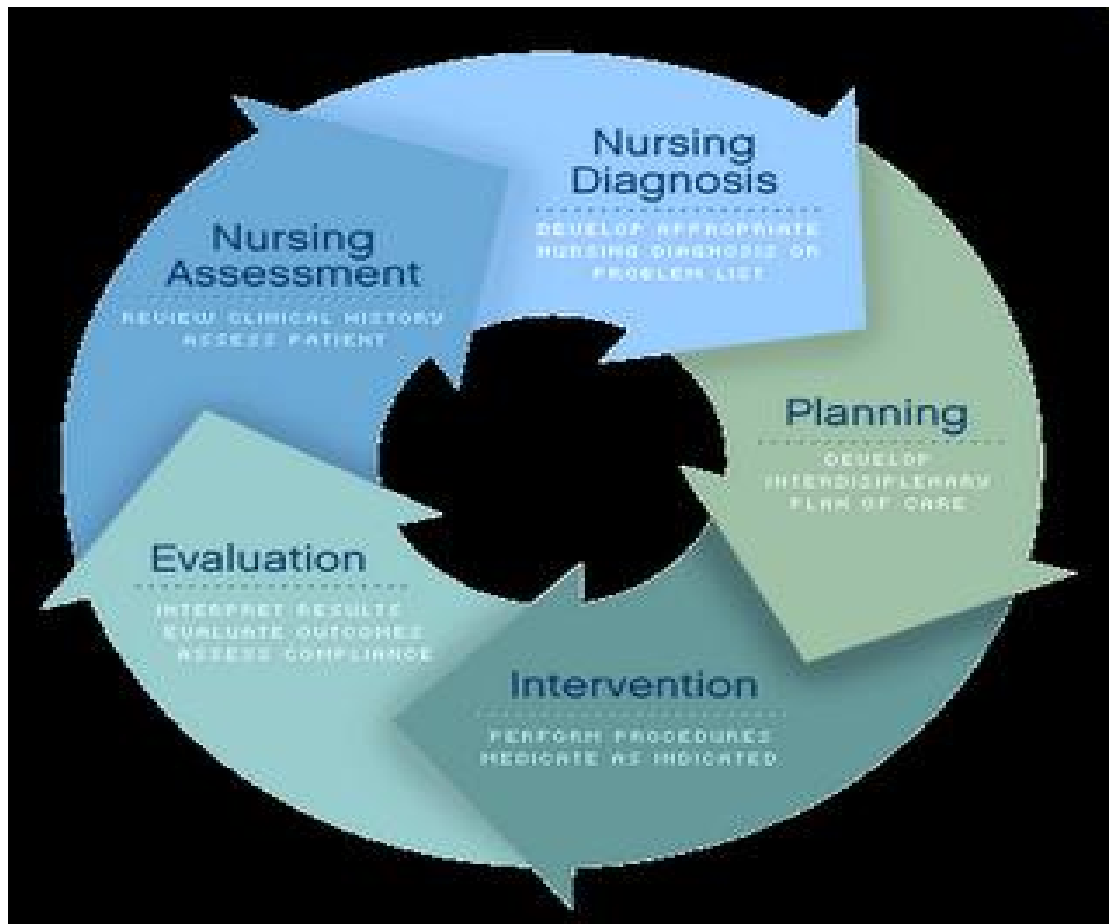 Nursing
Assessment
REVIEW CLINICAL HISTORY
ASSESS PATIENT
Nursing
Diagnosis
DEVELOP APPROPRIATE
NURSING DIAGNOSIS OR
PROBLEM LIST
Planning
DEVELOP
INTERDISIPLENARY
PLAN OF CARE
Intervention
PERFORM PROCEDURES
MEDICATE AS INDICATED
Evaluation
INTERPRET RESULTS
EVALUATE OUTCOMES
ASSESS COMPLIANCE